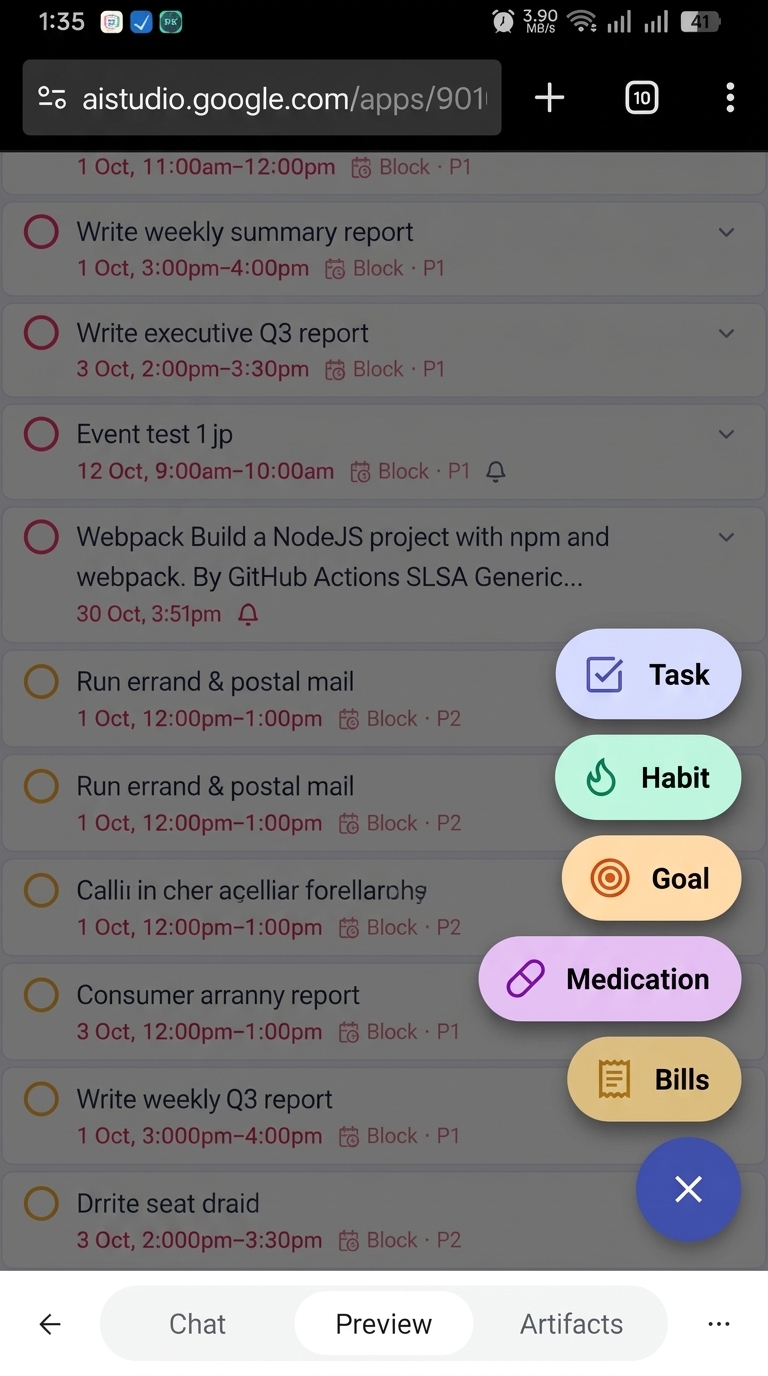 1:35
3.90
MB/s
41
aistudio.google.com/apps/901
10
1 Oct, 11:00am–12:00pm Block · P1
Write weekly summary report
1 Oct, 3:00pm–4:00pm Block · P1
Write executive Q3 report
3 Oct, 2:00pm–3:30pm Block · P1
Event test 1 jp
12 Oct, 9:00am–10:00am Block · P1
Webpack Build a NodeJS project with npm and
webpack. By GitHub Actions SLSA Generic...
30 Oct, 3:51pm
Task
Run errand & postal mail
1 Oct, 12:00pm–1:00pm Block · P2
Habit
Run errand & postal mail
1 Oct, 12:00pm–1:00pm Block · P2
Goal
in cher
1 Oct, 12:00pm–1:00pm Block · P2
Medication
Consumer arranny report
3 Oct, 12:00pm–1:00pm Block · P1
Bills
Write weekly Q3 report
1 Oct, 3:000pm–4:00pm Block · P1
Drrite seat draid
3 Oct, 2:000pm–3:30pm Block · P2
Chat
Preview
Artifacts